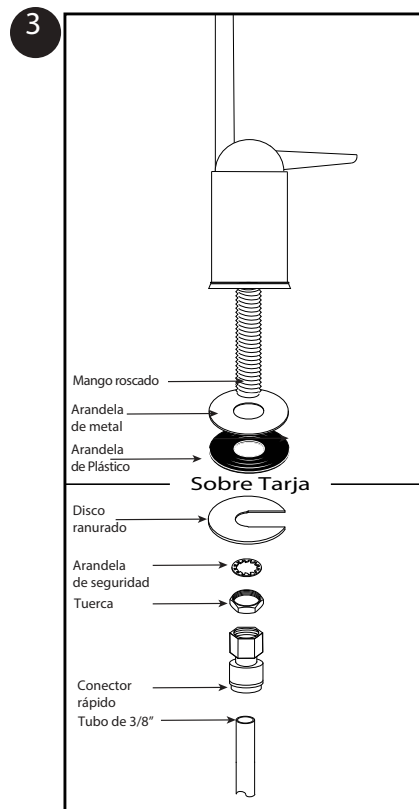 3
Mango roscado
Arandela
de metal
Arandela
de Plástico
Sobre Tarja
Disco
ranurado
Arandela
de seguridad
Tuerca
Conector
rápido
Tubo de 3/8"